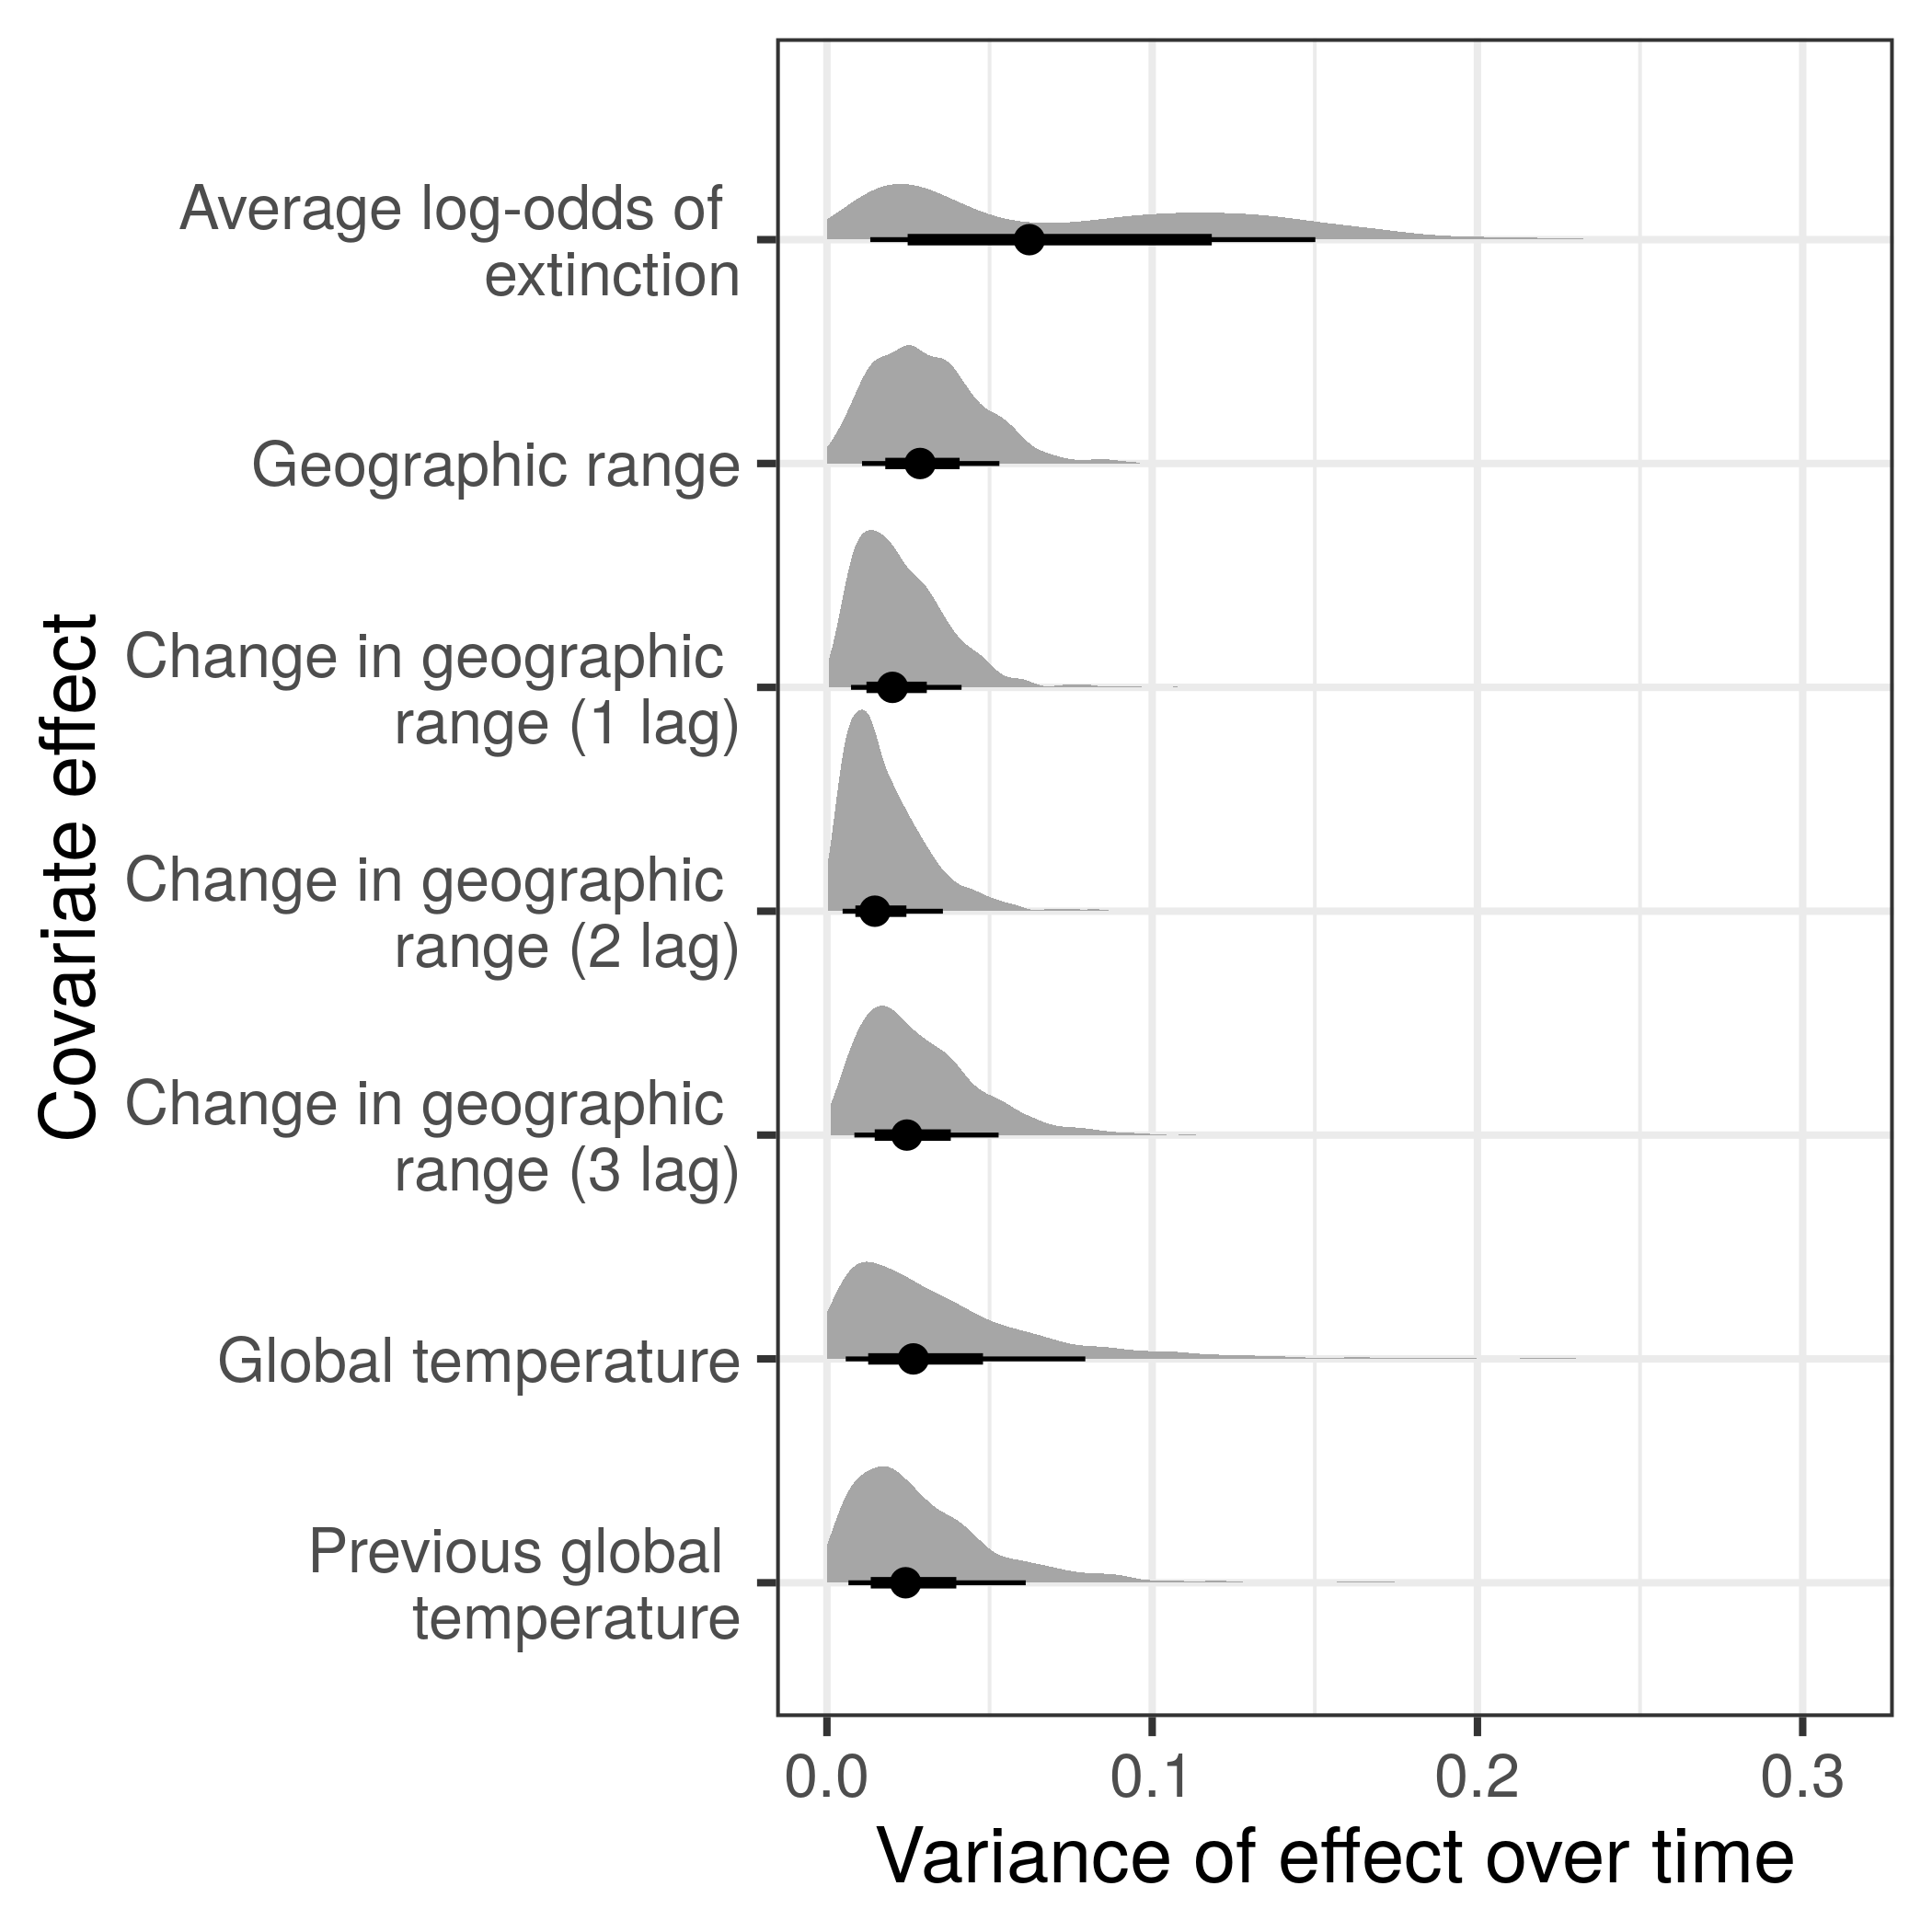 Average log-odds of
extinction
Geographic range
Change in geographic
range (1 lag)
Change in geographic
range (2 lag)
Change in geographic
range (3 lag)
Global temperature
Previous global
temperature
Covariate effect
0.0 0.1 0.2 0.3
Variance of effect over time